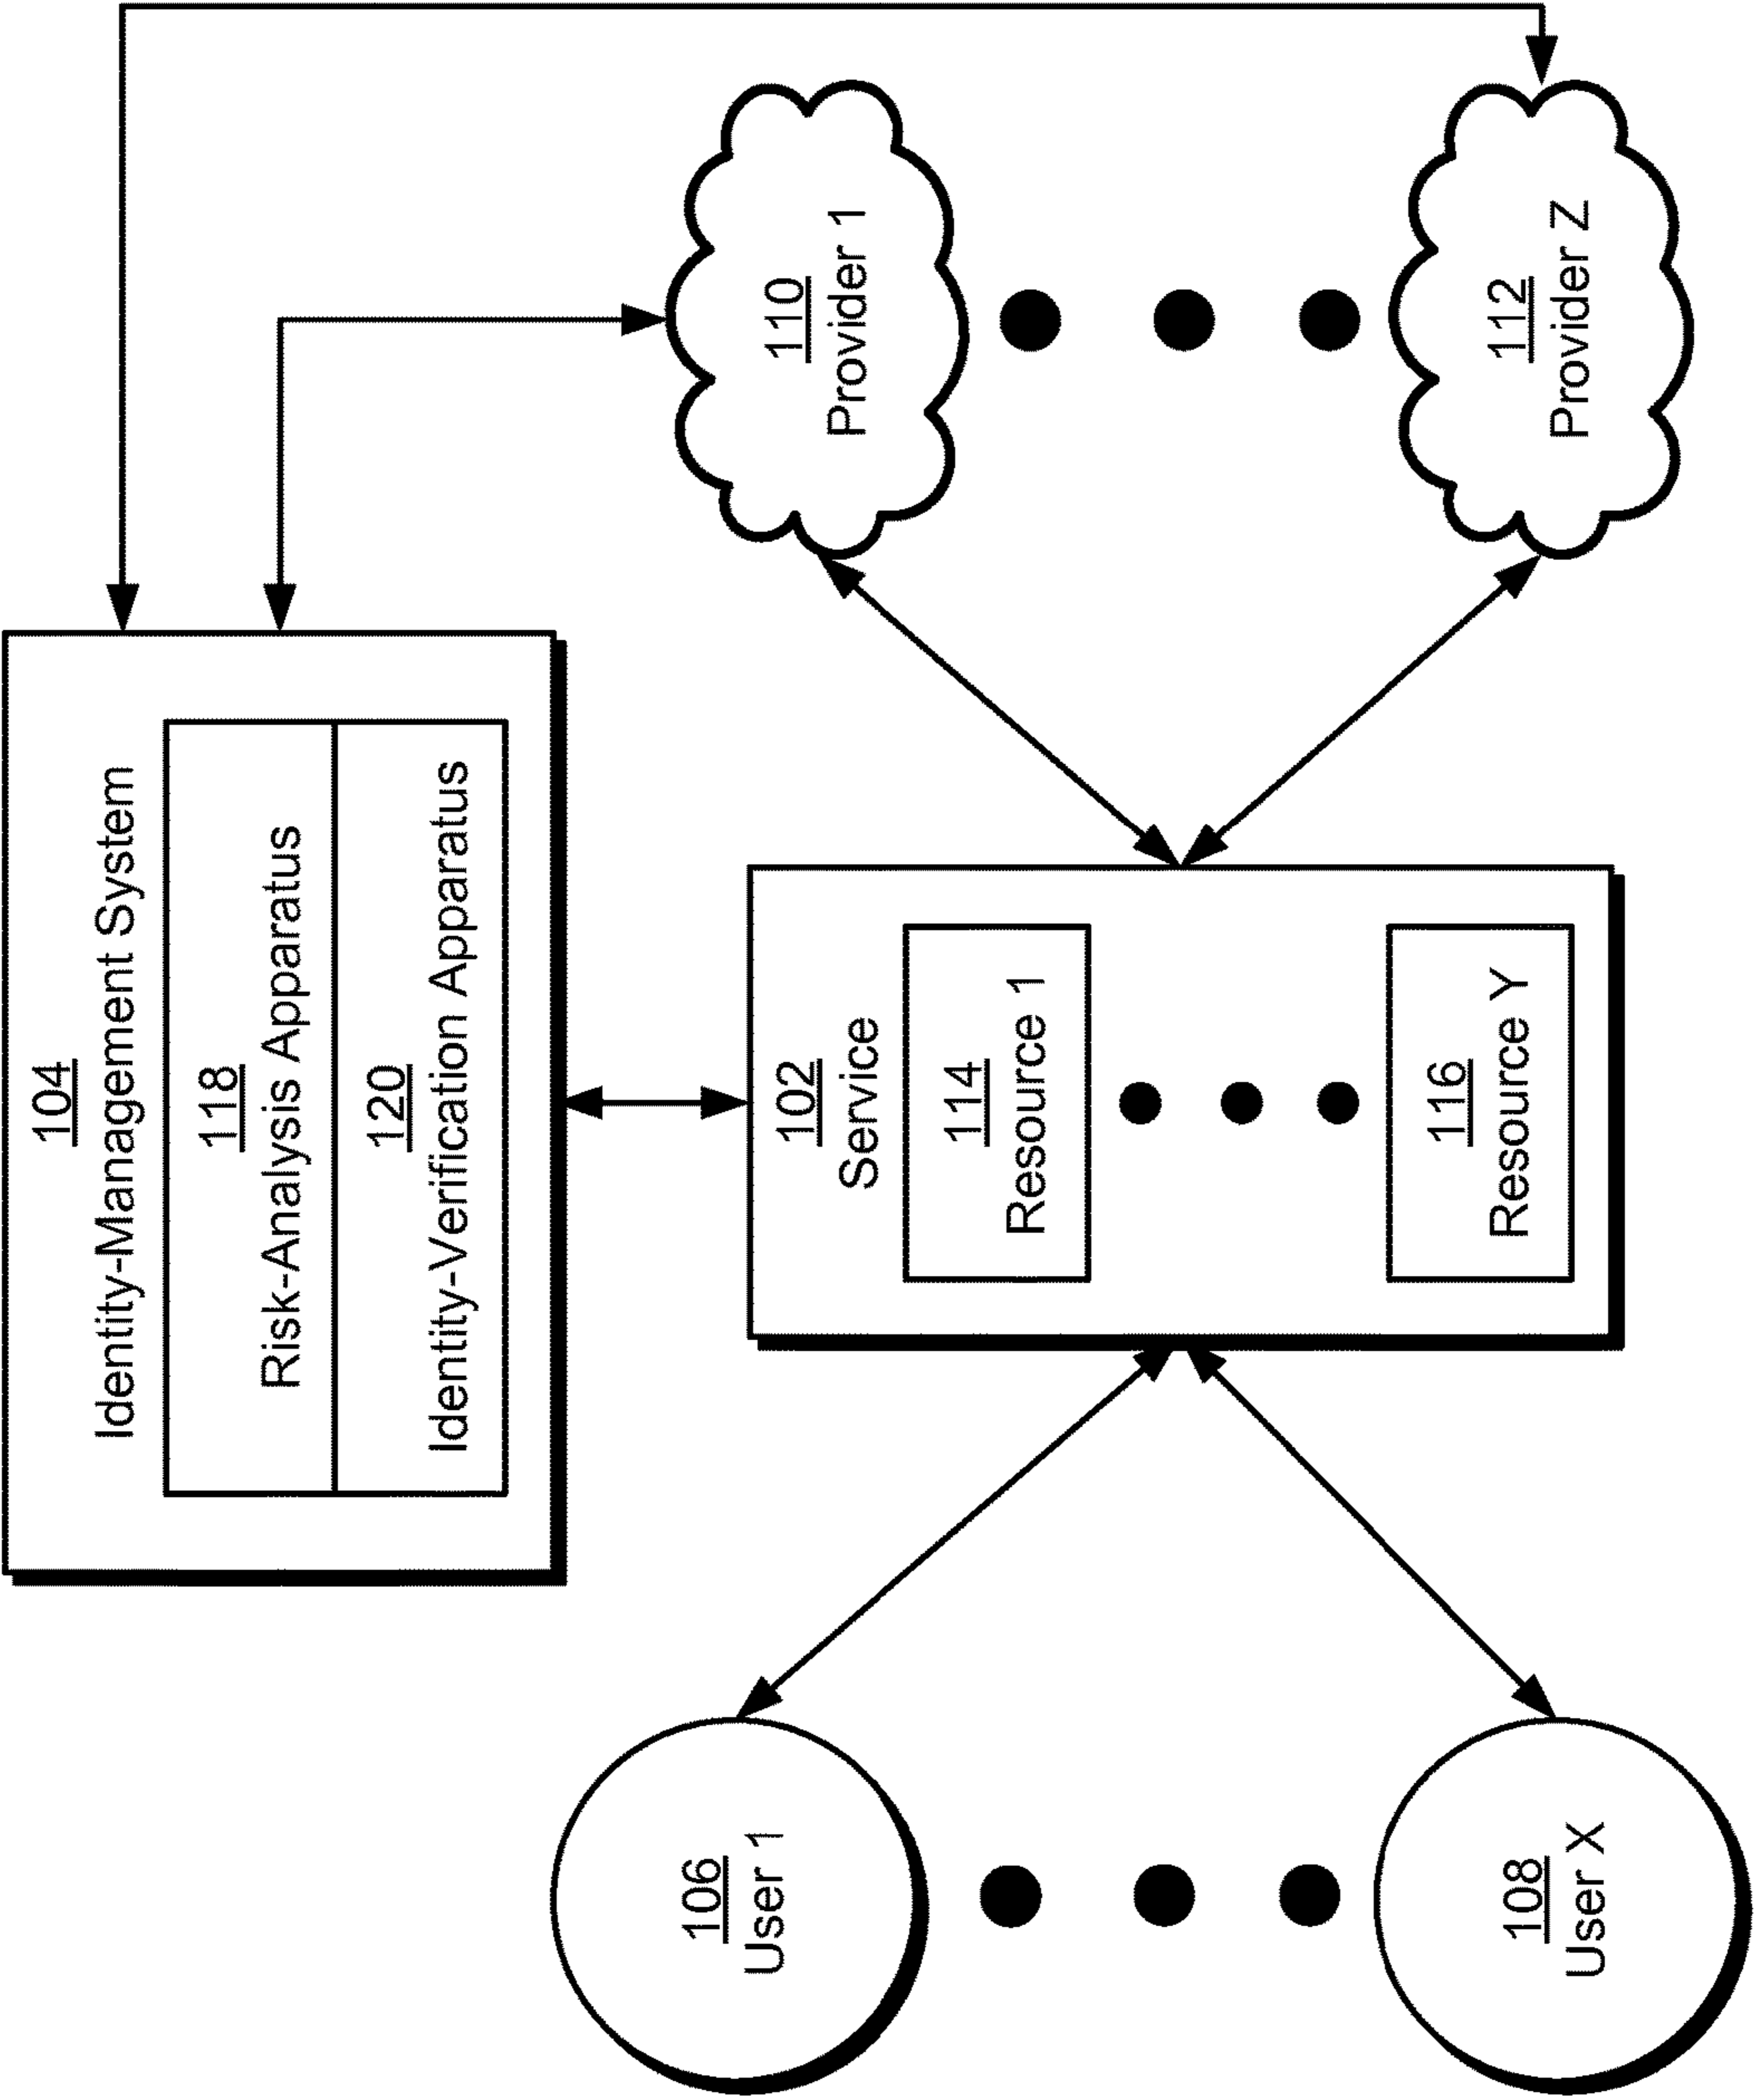 104
Identity-Management System
118
Risk-Analysis Apparatus
120
Identity-Verification Apparatus
106
User 1
108
User X
102
Service
114
Resource 1
116
Resource Y
110
Provider 1
112
Provider Z